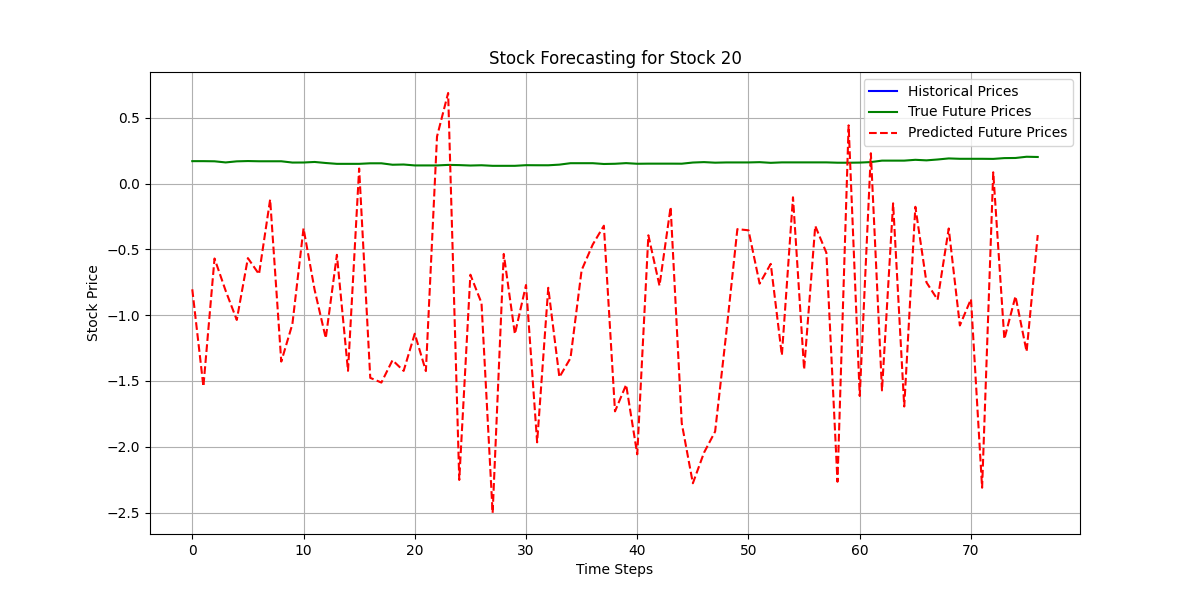 Stock Forecasting for Stock 20
Historical Prices
True Future Prices
Predicted Future Prices
Stock Price
0.5
0.0
−0.5
−1.0
−1.5
−2.0
−2.5
0 10 20 30 40 50 60 70
Time Steps